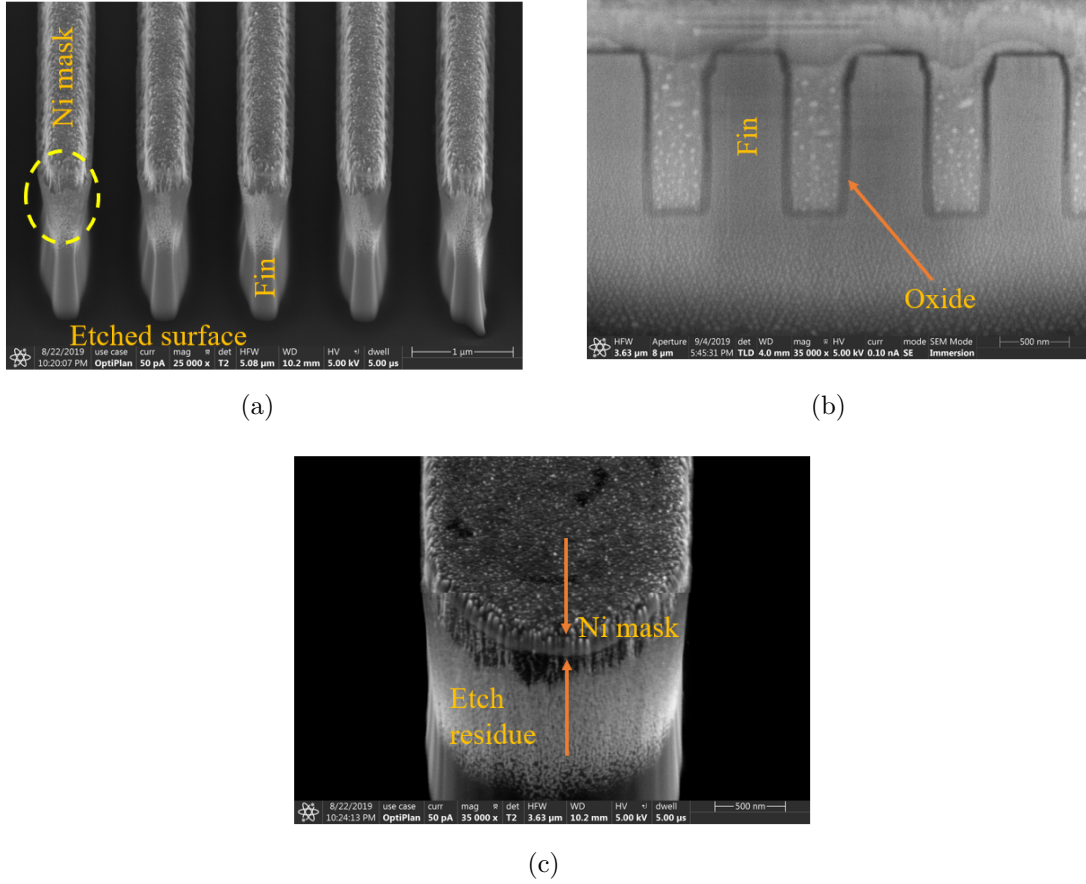 Ni mask
Fin
Etched surface
8/22/2019 use case curr mag det HFW WD HV dwell
10:20:07 PM OptiPlan 50 pA 25 000 x T2 5.08 µm 10.2 mm 5.00 kV 5.00 µs
1 µm
(a)
Fin
Oxide
HFW Aperture 9/4/2019 det WD mag HV curr mode SEM Mode
3.63 µm 8 µm 5:45:31 PM TLD 4.0 mm 35 000 x 5.00 kV 0.10 nA SE Immersion
500 nm
(b)
Ni mask
Etch
residue
8/22/2019 use case curr mag det HFW WD HV dwell
10:24:13 PM OptiPlan 50 pA 35 000 x T2 3.63 µm 10.2 mm 5.00 kV 5.00 µs
500 nm
(c)